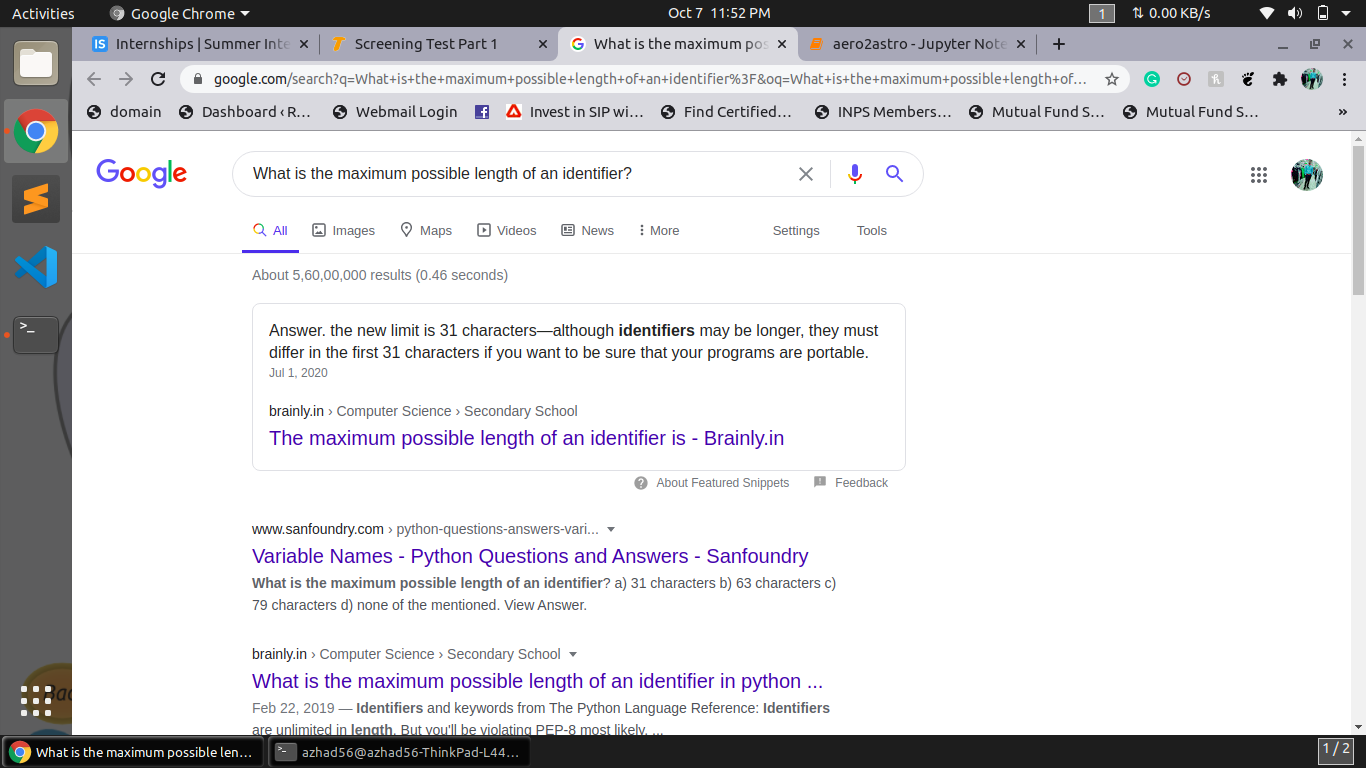 Activities
Google Chrome
Oct 7 11:52 PM
1
0.00 KB/s
Internships | Summer Inte
Screening Test Part 1
What is the maximum pos
aero2astro - Jupyter Note
google.com/search?q=What+is+the+maximum+possible+length+of+an+identifier%3F&oq=What+is+the+maximum+possible+length+of...
domain
Dashboard ‹ R...
Webmail Login
Invest in SIP wi...
Find Certified...
INPS Members...
Mutual Fund S...
Mutual Fund S...
»
Google
What is the maximum possible length of an identifier?
All
Images
Maps
Videos
News
More
Settings
Tools
About 5,60,00,000 results (0.46 seconds)
Answer. the new limit is 31 characters—although identifiers may be longer, they must
differ in the first 31 characters if you want to be sure that your programs are portable.
Jul 1, 2020
brainly.in › Computer Science › Secondary School
The maximum possible length of an identifier is - Brainly.in
About Featured Snippets
Feedback
www.sanfoundry.com › python-questions-answers-vari...
Variable Names - Python Questions and Answers - Sanfoundry
What is the maximum possible length of an identifier? a) 31 characters b) 63 characters c)
79 characters d) none of the mentioned. View Answer.
brainly.in › Computer Science › Secondary School
What is the maximum possible length of an identifier in python ...
Feb 22, 2019 — Identifiers and keywords from The Python Language Reference: Identifiers
are unlimited in length. But you'll be violating PEP-8 most likely. ...
What is the maximum possible len...
azhad56@azhad56-ThinkPad-L44...
1 / 2